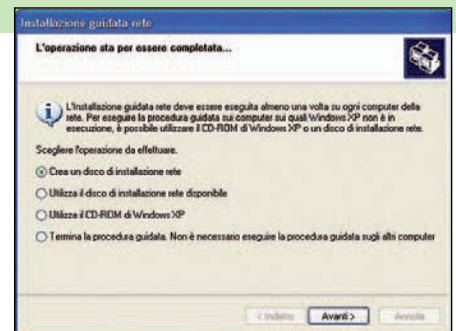 Installazione guidata rete
L'operazione sta per essere completata...
L'Installazione guidata rete deve essere eseguita almeno una volta su ogni computer della
rete. Per eseguire la procedura guidata sui computer sui quali Windows XP non è in
esecuzione, è possibile utilizzare il CD-ROM di Windows XP o un disco di installazione rete.
Scegliere l'operazione da effettuare.
Crea un disco di installazione rete
Utilizza il disco di installazione rete disponibile
Utilizza il CD-ROM di Windows XP
Termina la procedura guidata. Non è necessario eseguire la procedura guidata sugli altri computer
< Indietro Avanti > Annulla